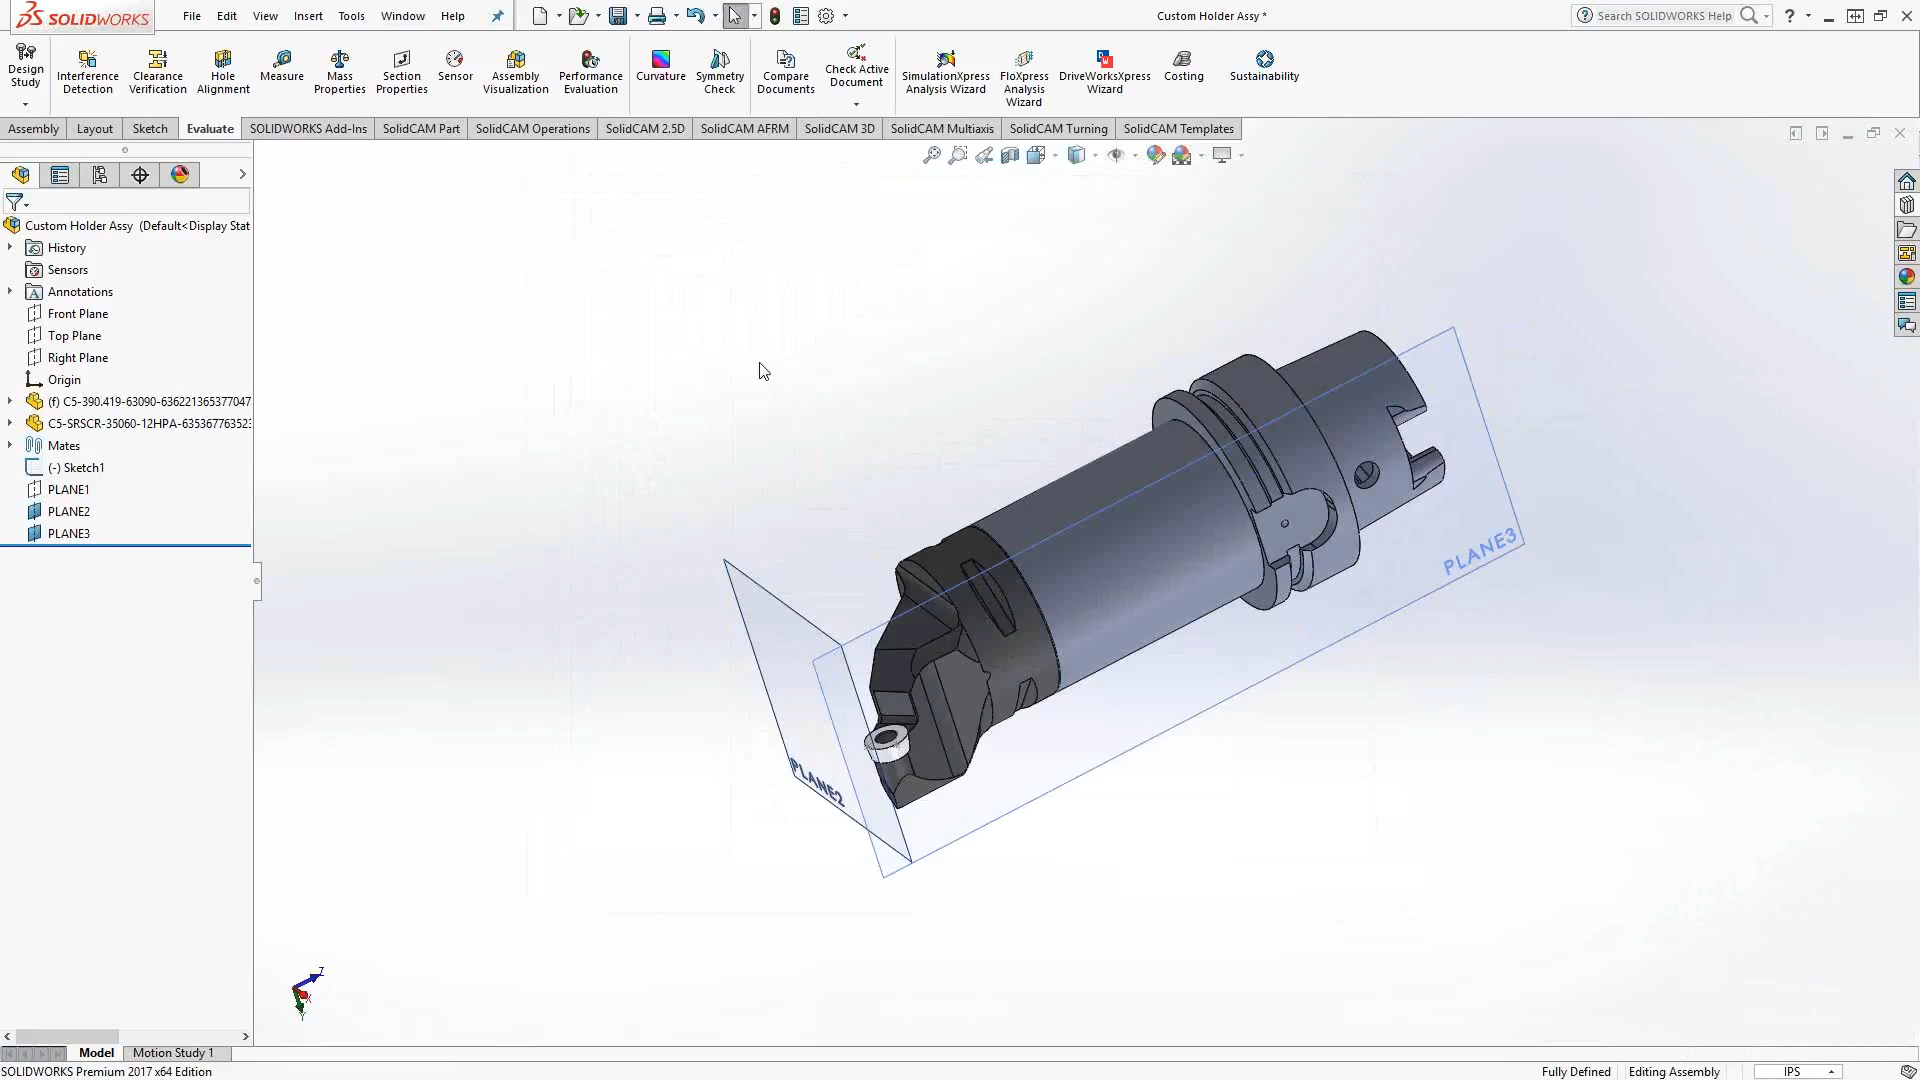 SOLIDWORKS
File Edit View Insert Tools Window Help
Custom Holder Assy *
Search SOLIDWORKS Help
Design Study
Interference Detection
Clearance Verification
Hole Alignment
Measure
Mass Properties
Section Properties
Sensor
Assembly Visualization
Performance Evaluation
Curvature
Symmetry Check
Compare Documents
Check Active Document
SimulationXpress Analysis Wizard
FloXpress Analysis Wizard
DriveWorksXpress Wizard
Costing
Sustainability
Assembly Layout Sketch Evaluate SOLIDWORKS Add-Ins SolidCAM Part SolidCAM Operations SolidCAM 2.5D SolidCAM AFRM SolidCAM 3D SolidCAM Multiaxis SolidCAM Turning SolidCAM Templates
Custom Holder Assy (Default<Display Stat
History
Sensors
Annotations
Front Plane
Top Plane
Right Plane
Origin
(f) C5-390.419-63090-636221365377047
C5-SRSCR-35060-12HPA-635367763523
Mates
(-) Sketch1
PLANE1
PLANE2
PLANE3
PLANE3
PLANE2
Z
X
Y
Model Motion Study 1
SOLIDWORKS Premium 2017 x64 Edition
Fully Defined Editing Assembly IPS